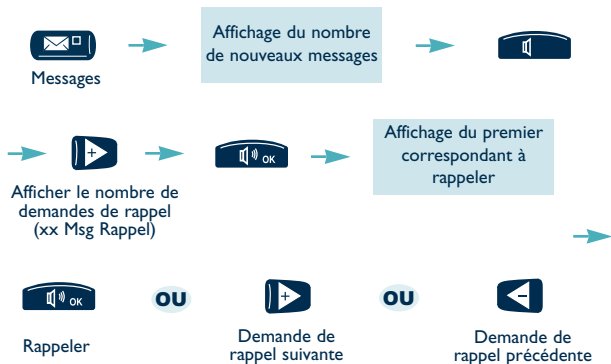 Affichage du nombre
de nouveaux messages
Messages
Affichage du premier
correspondant à
rappeler
+
OK
Afficher le nombre de
demandes de rappel
(xx Msg Rappel)
OK
OU
+
OU
-
Rappeler
Demande de
rappel suivante
Demande de
rappel précédente